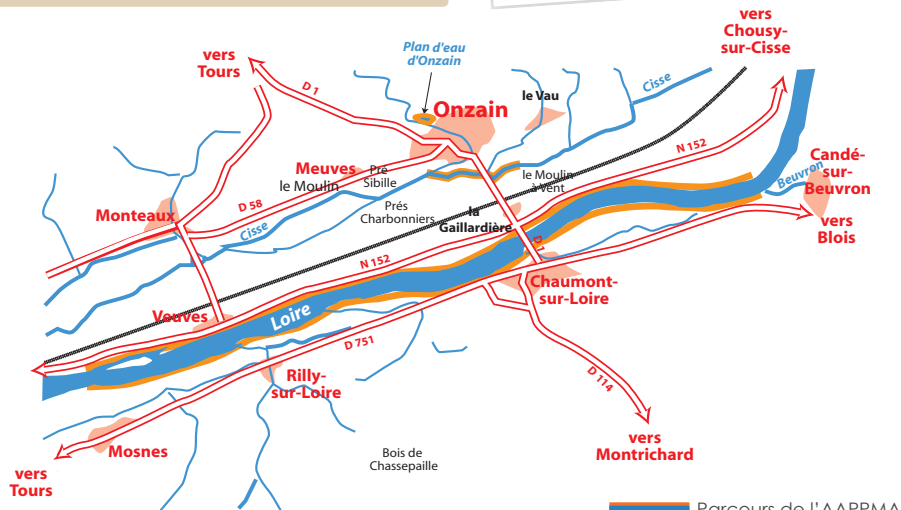 vers
Chousy-
sur-Cisse
vers
Tours
Plan d'eau
d'Onzain
D 1
Onzain
le Vau
Cisse
N 152
Candé-
sur-
Beuvron
Beuvron
vers
Blois
Meuves
le Moulin
Pré
Sibille
le Moulin
à Vent
D 58
Prés
Charbonniers
la
Gaillardière
Monteaux
Cisse
N 152
D 1
Chaumont-
sur-Loire
Veuves
Loire
D 751
Rilly-
sur-Loire
D 114
Mosnes
Bois de
Chassepaille
vers
Montrichard
vers
Tours
Parcours de l'AAPPMA